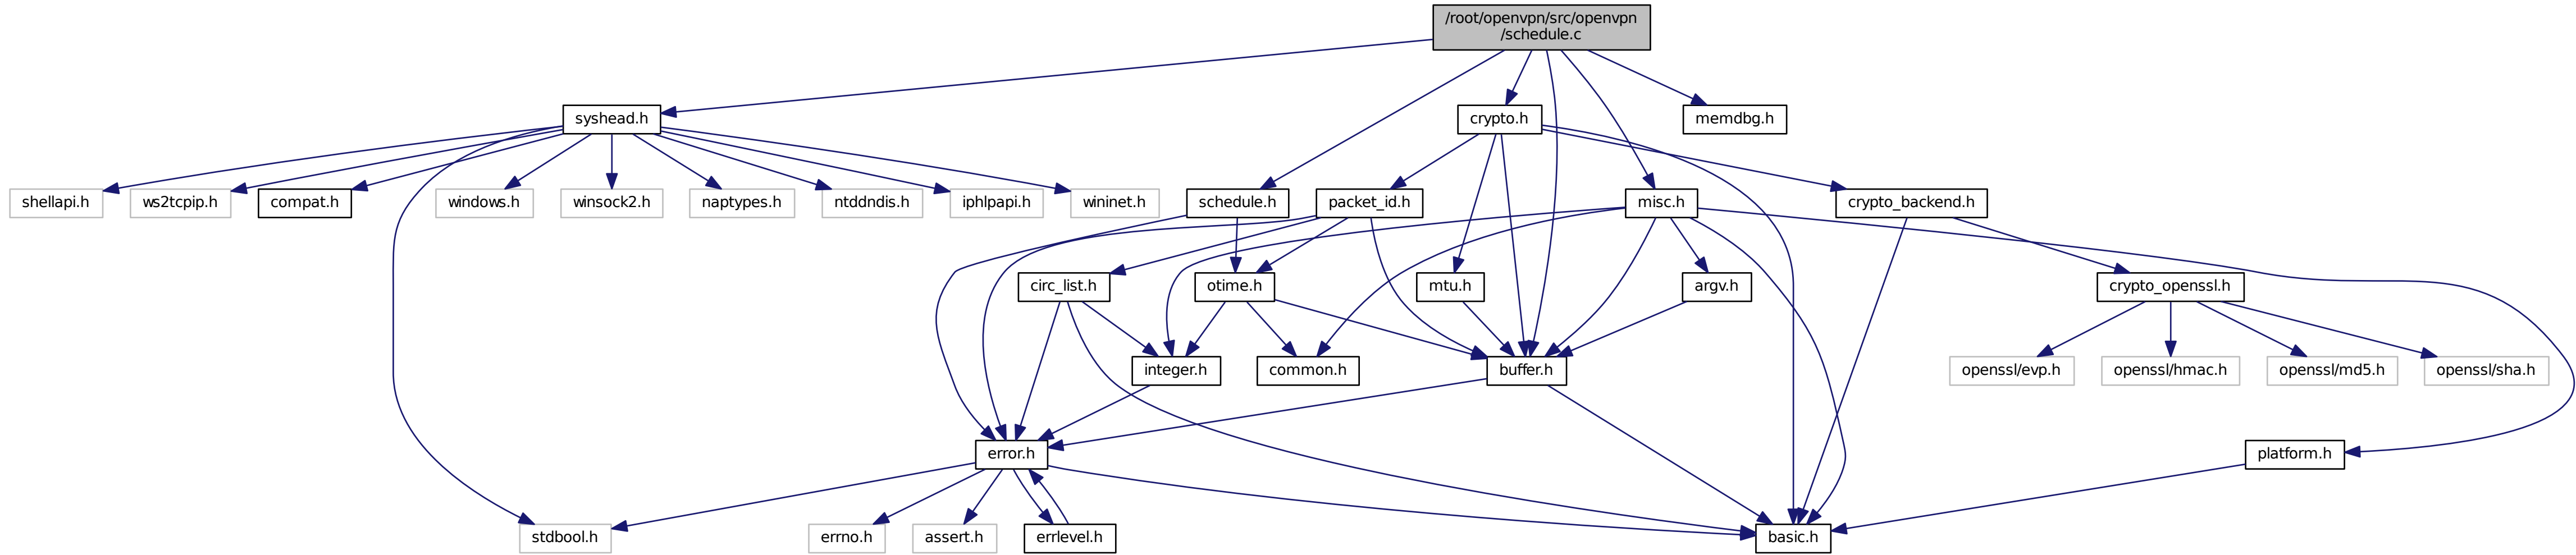 /root/openvpn/src/openvpn
/schedule.c
syshead.h
crypto.h
memdbg.h
shellapi.h
ws2tcpip.h
compat.h
windows.h
winsock2.h
naptypes.h
ntddndis.h
iphlpapi.h
wininet.h
schedule.h
packet_id.h
misc.h
crypto_backend.h
circ_list.h
otime.h
mtu.h
argv.h
crypto_openssl.h
integer.h
common.h
buffer.h
openssl/evp.h
openssl/hmac.h
openssl/md5.h
openssl/sha.h
error.h
platform.h
stdbool.h
errno.h
assert.h
errlevel.h
basic.h